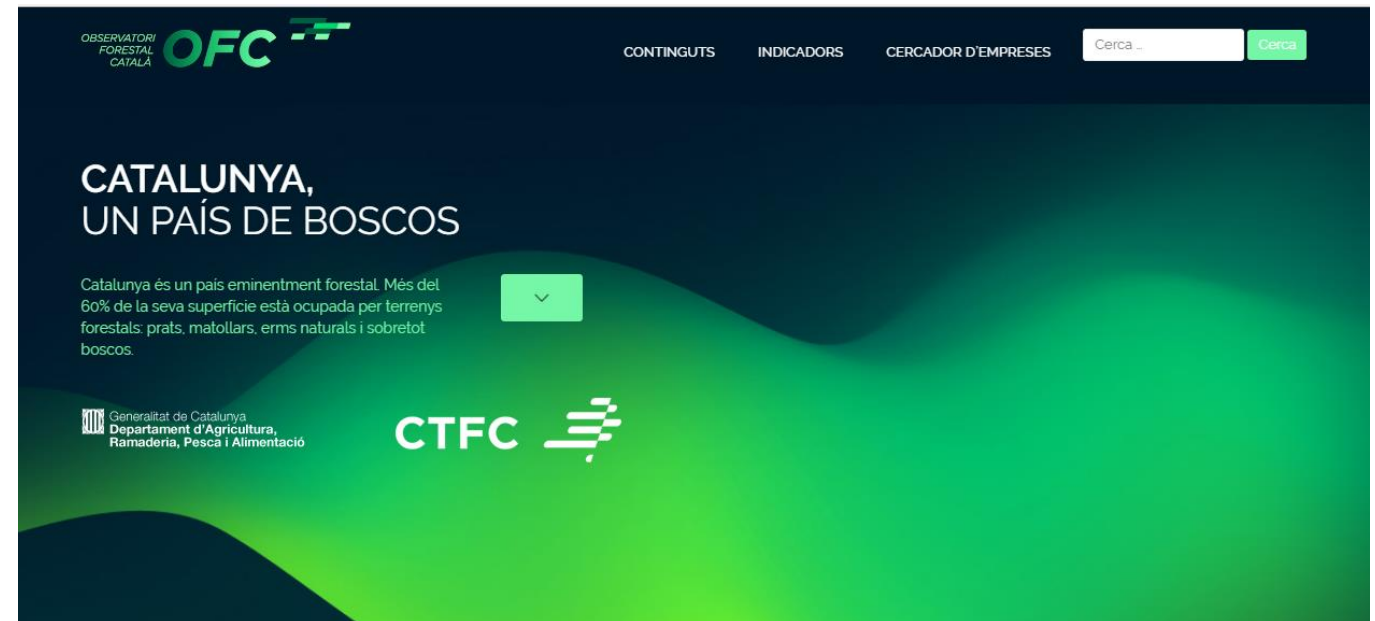 OBSERVATORI
FORESTAL
CATALÀ
OFC
CONTINGUTS
INDICADORS
CERCADOR D'EMPRESES
Cerca ...
Cerca
CATALUNYA,
UN PAÍS DE BOSCOS
Catalunya és un país eminentment forestal. Més del
60% de la seva superfície està ocupada per terrenys
forestals: prats, matollars, erms naturals i sobretot
boscos.
Generalitat de Catalunya
Departament d'Agricultura,
Ramaderia, Pesca i Alimentació
CTFC